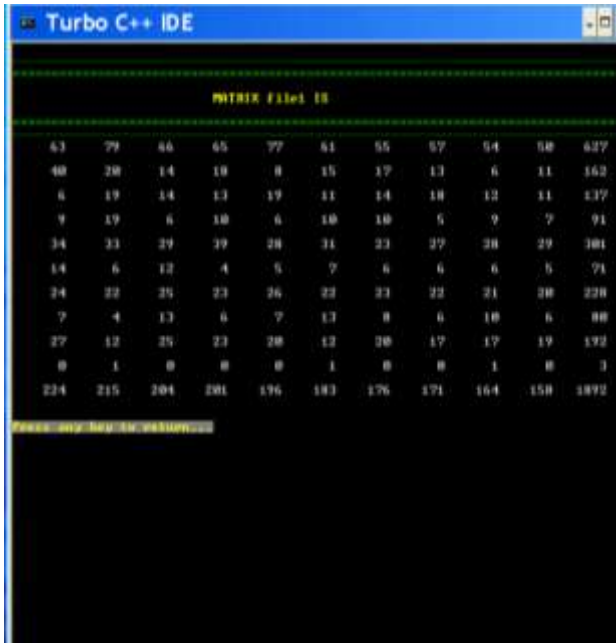 Turbo C++ IDE
MATRIX file1 IS
63 79 66 65 77 61 55 57 54 50 627
40 20 14 18 8 15 17 13 6 11 162
6 19 14 13 19 11 14 18 12 11 137
9 19 6 10 6 10 10 5 9 7 91
34 33 29 39 28 31 23 27 28 29 301
14 6 12 4 5 7 6 6 6 5 71
24 22 25 23 26 22 23 22 21 20 228
7 4 13 6 7 13 8 6 10 6 80
27 12 25 23 20 12 20 17 17 19 192
0 1 0 0 0 1 0 0 1 0 3
224 215 204 201 196 183 176 171 164 158 1892
Press any key to return...